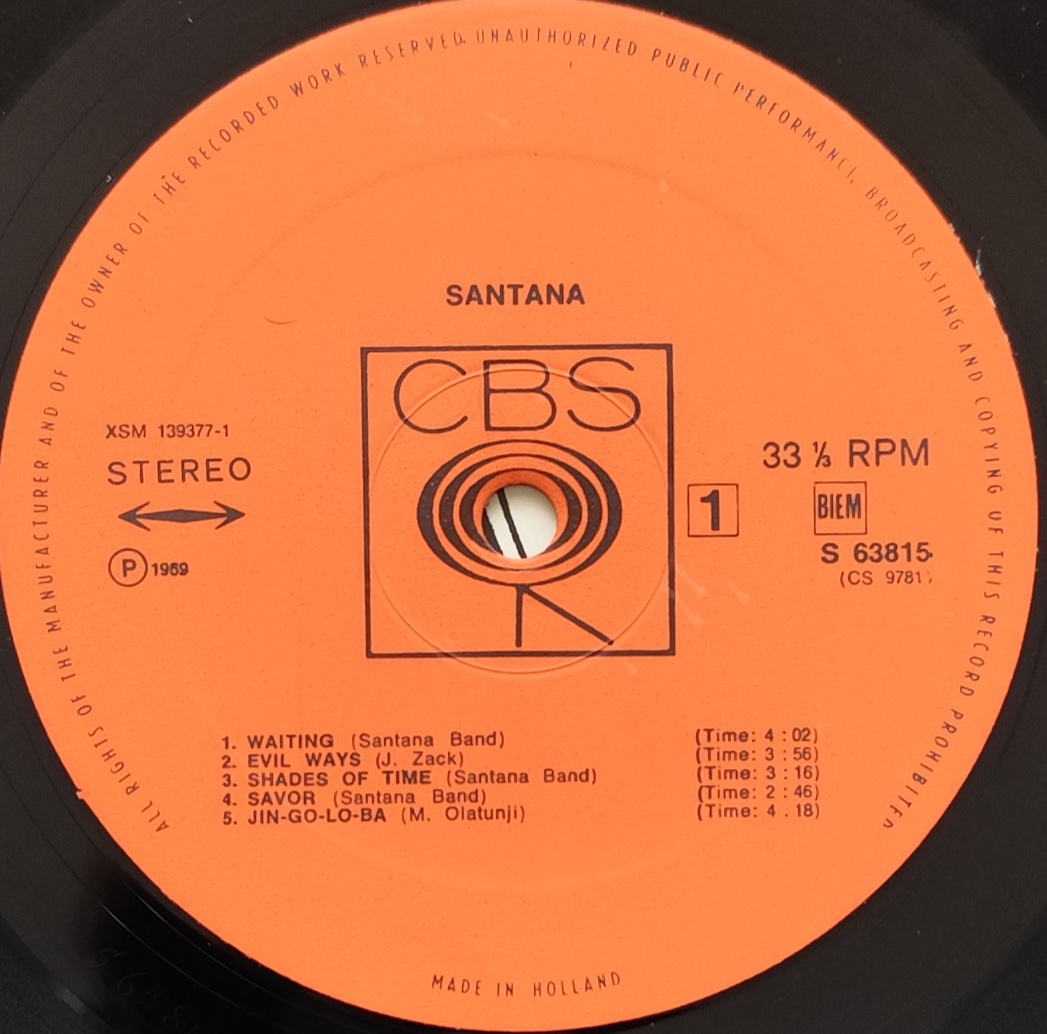 ALL RIGHTS OF THE MANUFACTURER AND OF THE OWNER OF THE RECORDED WORK RESERVED. UNAUTHORIZED PUBLIC PERFORMANCE, BROADCASTING AND COPYING OF THIS RECORD PROHIBITED
SANTANA
CBS
XSM 139377-1
STEREO
℗ 1969
33 ⅓ RPM
1
BIEM
S 63815
(CS 9781)
1. WAITING (Santana Band) (Time: 4 : 02)
2. EVIL WAYS (J. Zack) (Time: 3 : 56)
3. SHADES OF TIME (Santana Band) (Time: 3 : 16)
4. SAVOR (Santana Band) (Time: 2 : 46)
5. JIN-GO-LO-BA (M. Olatunji) (Time: 4 : 18)
MADE IN HOLLAND